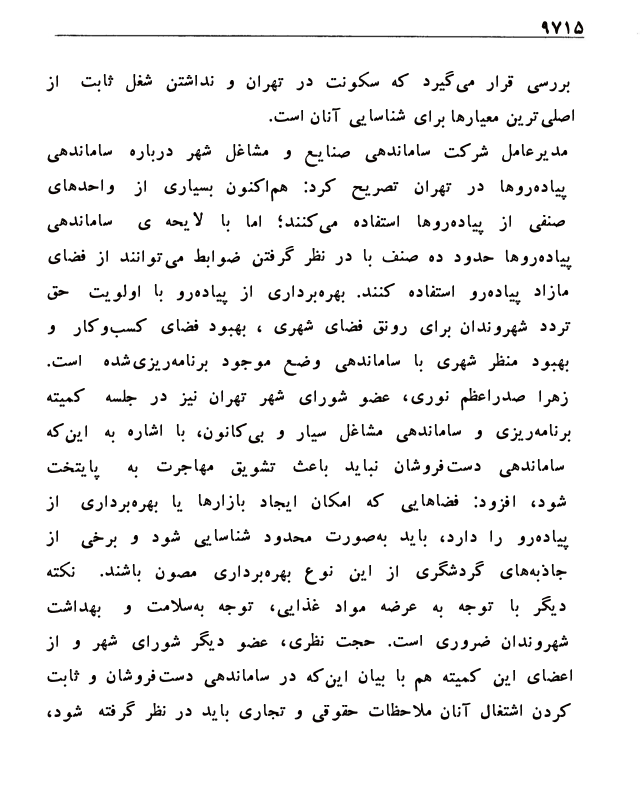 ۹۷۱۵
بررسی قرار می‌گیرد که سکونت در تهران و نداشتن شغل ثابت از
اصلی‌ترین معیارها برای شناسایی آنان است.
مدیرعامل شرکت ساماندهی صنایع و مشاغل شهر درباره ساماندهی
پیاده‌روها در تهران تصریح کرد: هم‌اکنون بسیاری از واحدهای
صنفی از پیاده‌روها استفاده می‌کنند؛ اما با لایحه ی ساماندهی
پیاده‌روها حدود ده صنف با در نظر گرفتن ضوابط می‌توانند از فضای
مازاد پیاده‌رو استفاده کنند. بهره‌برداری از پیاده‌رو با اولویت حق
تردد شهروندان برای رونق فضای شهری ، بهبود فضای کسب‌وکار و
بهبود منظر شهری با ساماندهی وضع موجود برنامه‌ریزی‌شده است.
زهرا صدراعظم نوری، عضو شورای شهر تهران نیز در جلسه کمیته
برنامه‌ریزی و ساماندهی مشاغل سیار و بی‌کانون، با اشاره به این‌که
ساماندهی دست‌فروشان نباید باعث تشویق مهاجرت به پایتخت
شود، افزود: فضاهایی که امکان ایجاد بازارها یا بهره‌برداری از
پیاده‌رو را دارد، باید به‌صورت محدود شناسایی شود و برخی از
جاذبه‌های گردشگری از این نوع بهره‌برداری مصون باشند. نکته
دیگر با توجه به عرضه مواد غذایی، توجه به‌سلامت و بهداشت
شهروندان ضروری است. حجت نظری، عضو دیگر شورای شهر و از
اعضای این کمیته هم با بیان این‌که در ساماندهی دست‌فروشان و ثابت
کردن اشتغال آنان ملاحظات حقوقی و تجاری باید در نظر گرفته شود،